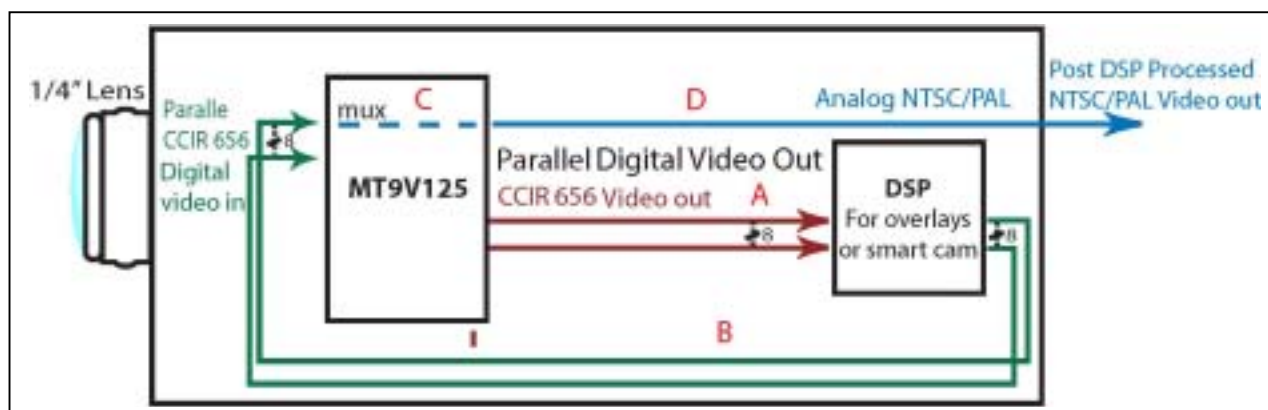 1/4" Lens
Paralle
CCIR 656
Digital
video in
8
mux
C
MT9V125
D
Analog NTSC/PAL
Post DSP Processed
NTSC/PAL Video out
Parallel Digital Video Out
CCIR 656 Video out
A
8
DSP
For overlays
or smart cam
8
B